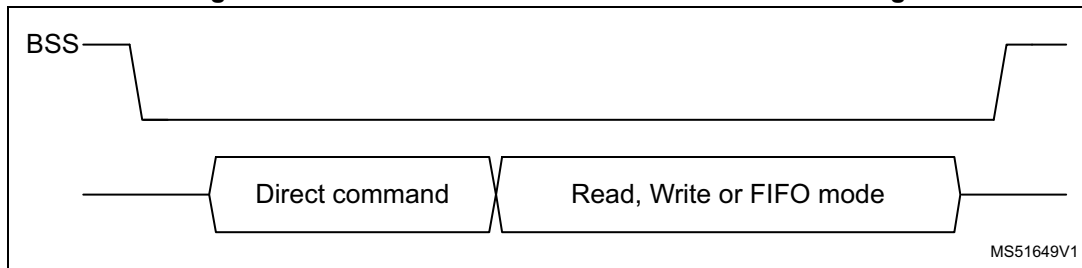 BSS
Direct command
Read, Write or FIFO mode
MS51649V1